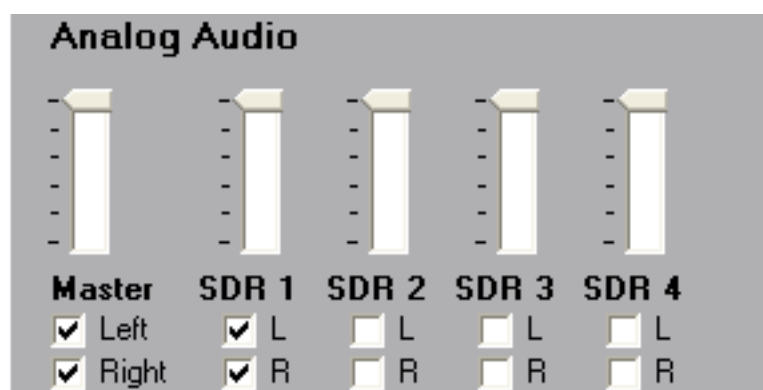 Analog Audio
Master SDR 1 SDR 2 SDR 3 SDR 4
Left L L L L
Right R R R R